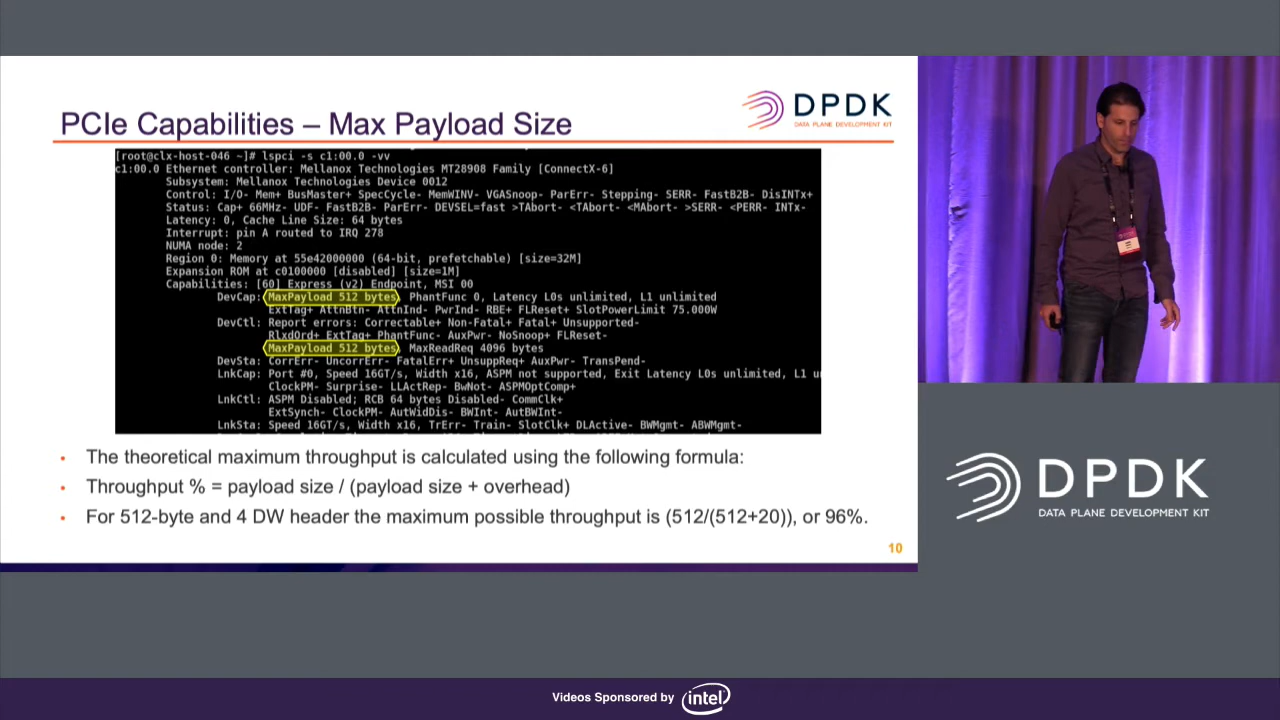 PCIe Capabilities – Max Payload Size
DPDK
DATA PLANE DEVELOPMENT KIT
[root@clx-host-046 ~]# lspci -s c1:00.0 -vv
c1:00.0 Ethernet controller: Mellanox Technologies MT28908 Family [ConnectX-6]
Subsystem: Mellanox Technologies Device 0012
Control: I/O- Mem+ BusMaster+ SpecCycle- MemWINV- VGASnoop- ParErr- Stepping- SERR- FastB2B- DisINTx+
Status: Cap+ 66MHz- UDF- FastB2B- ParErr- DEVSEL=fast >TAbort- <TAbort- <MAbort- >SERR- <PERR- INTx-
Latency: 0, Cache Line Size: 64 bytes
Interrupt: pin A routed to IRQ 278
NUMA node: 2
Region 0: Memory at 55e42000000 (64-bit, prefetchable) [size=32M]
Expansion ROM at c0100000 [disabled] [size=1M]
Capabilities: [60] Express (v2) Endpoint, MSI 00
DevCap: MaxPayload 512 bytes, PhantFunc 0, Latency L0s unlimited, L1 unlimited
ExtTag+ AttnBtn- AttnInd- PwrInd- RBE+ FLReset+ SlotPowerLimit 75.000W
DevCtl: Report errors: Correctable+ Non-Fatal+ Fatal+ Unsupported-
RlxdOrd+ ExtTag+ PhantFunc- AuxPwr- NoSnoop+ FLReset-
MaxPayload 512 bytes, MaxReadReq 4096 bytes
DevSta: CorrErr- UncorrErr- FatalErr+ UnsuppReq+ AuxPwr- TransPend-
LnkCap: Port #0, Speed 16GT/s, Width x16, ASPM not supported, Exit Latency L0s unlimited, L1 u
ClockPM- Surprise- LLActRep- BwNot- ASPMOptComp+
LnkCtl: ASPM Disabled; RCB 64 bytes Disabled- CommClk+
ExtSynch- ClockPM- AutWidDis- BWInt- AutBWInt-
LnkSta: Speed 16GT/s, Width x16, TrErr- Train- SlotClk+ DLActive- BWMgmt- ABWMgmt-
• The theoretical maximum throughput is calculated using the following formula:
• Throughput % = payload size / (payload size + overhead)
• For 512-byte and 4 DW header the maximum possible throughput is (512/(512+20)), or 96%.
10
DPDK
DATA PLANE DEVELOPMENT KIT
Videos Sponsored by intel